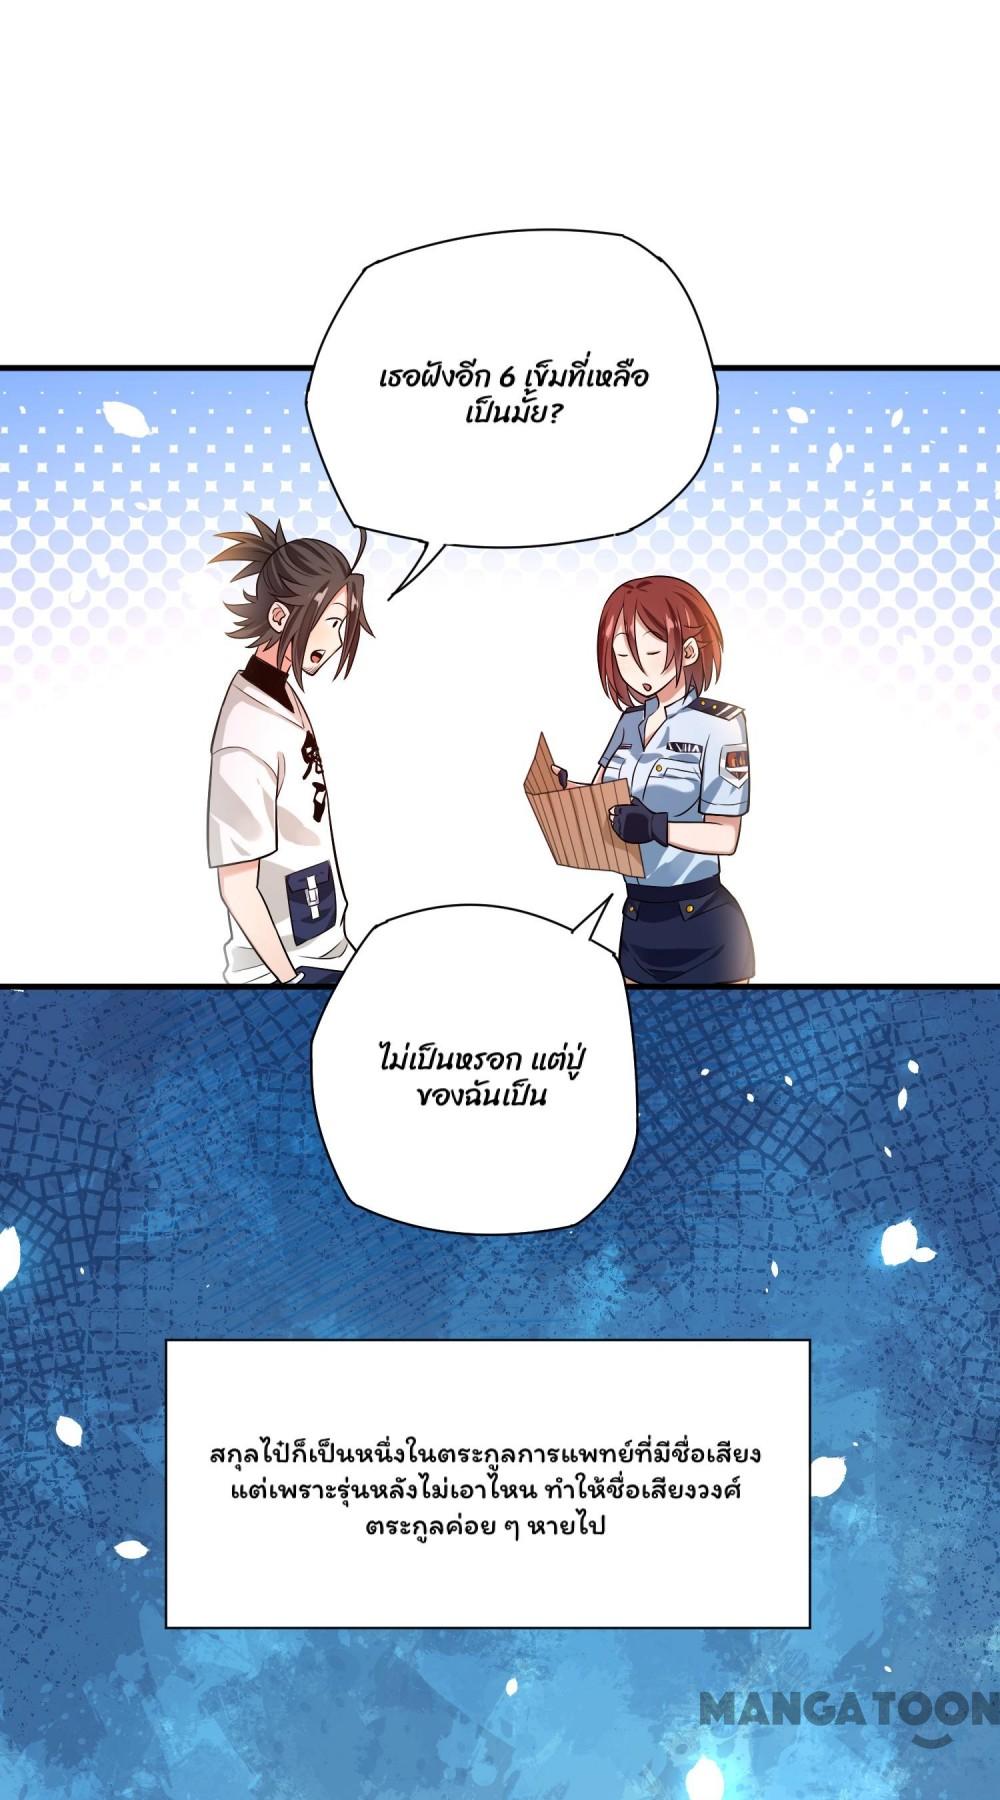 เธอฝังอีก 6 เข็มที่เหลือ
เป็นมั้ย?
ไม่เป็นหรอก แต่ปู่
ของฉันเป็น
สกุลไป๋ก็เป็นหนึ่งในตระกูลการแพทย์ที่มีชื่อเสียง
แต่เพราะรุ่นหลังไม่เอาไหน ทำให้ชื่อเสียงวงศ์
ตระกูลค่อย ๆ หายไป
MANGATOON